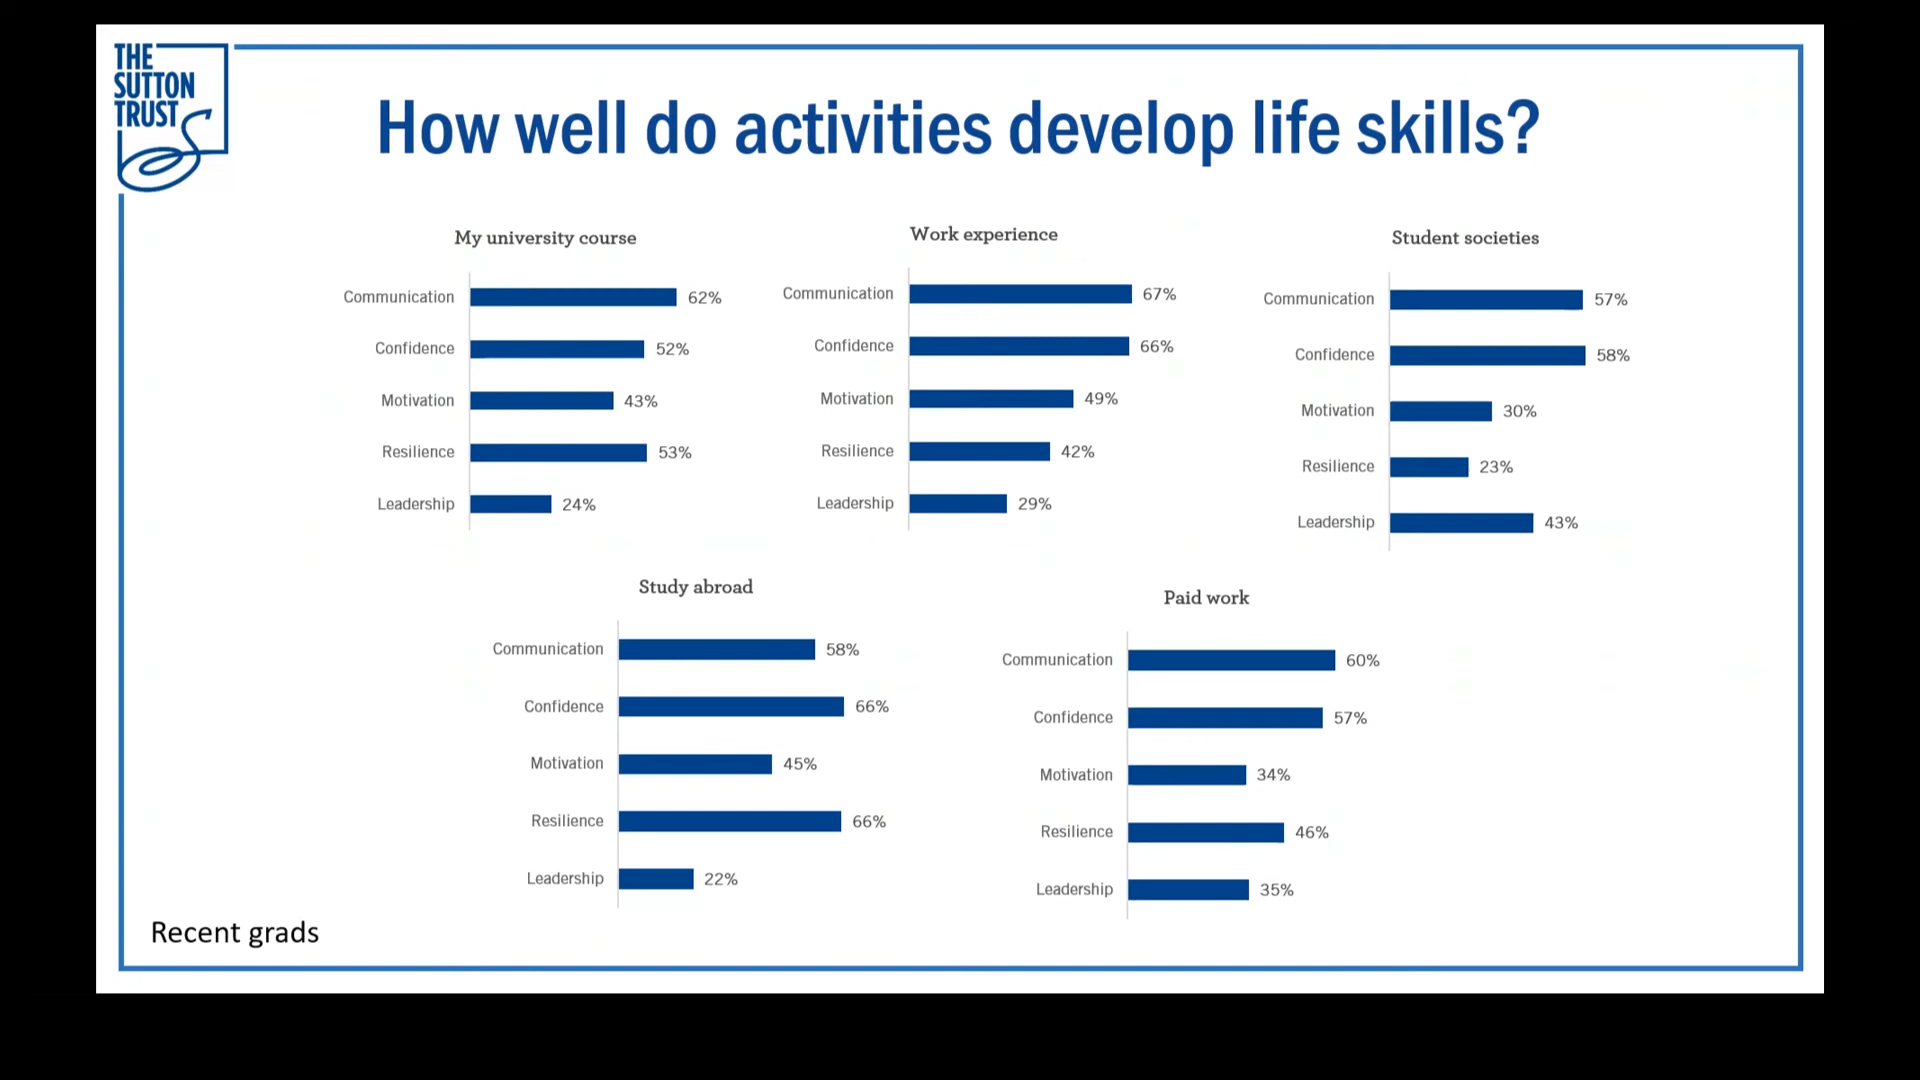 THE
SUTTON
TRUST
How well do activities develop life skills?
My university course
Communication 62%
Confidence 52%
Motivation 43%
Resilience 53%
Leadership 24%
Work experience
Communication 67%
Confidence 66%
Motivation 49%
Resilience 42%
Leadership 29%
Student societies
Communication 57%
Confidence 58%
Motivation 30%
Resilience 23%
Leadership 43%
Study abroad
Communication 58%
Confidence 66%
Motivation 45%
Resilience 66%
Leadership 22%
Paid work
Communication 60%
Confidence 57%
Motivation 34%
Resilience 46%
Leadership 35%
Recent grads